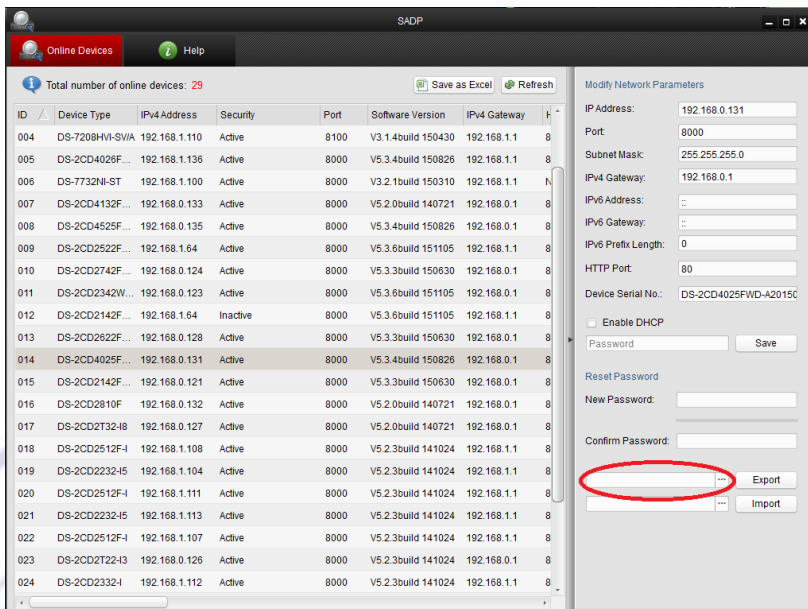 SADP
Online Devices Help
Total number of online devices: 29 Save as Excel Refresh
ID Device Type IPv4 Address Security Port Software Version IPv4 Gateway
004 DS-7208HVI-SV/A 192.168.1.110 Active 8100 V3.1.4build 150430 192.168.1.1 8
005 DS-2CD4026F... 192.168.1.136 Active 8000 V5.3.4build 150826 192.168.1.1 8
006 DS-7732NI-ST 192.168.1.100 Active 8000 V3.2.1build 150310 192.168.1.1 N
007 DS-2CD4132F... 192.168.0.133 Active 8000 V5.2.0build 140721 192.168.0.1 8
008 DS-2CD4525F... 192.168.0.135 Active 8000 V5.3.4build 150826 192.168.0.1 8
009 DS-2CD2522F... 192.168.1.64 Active 8000 V5.3.6build 151105 192.168.1.1 8
010 DS-2CD2742F... 192.168.0.124 Active 8000 V5.3.3build 150630 192.168.0.1 8
011 DS-2CD2342W... 192.168.0.123 Active 8000 V5.3.6build 151105 192.168.0.1 8
012 DS-2CD2142F... 192.168.1.64 Inactive 8000 V5.3.6build 151105 192.168.1.1 8
013 DS-2CD2622F... 192.168.0.128 Active 8000 V5.3.3build 150630 192.168.0.1 8
014 DS-2CD4025F... 192.168.0.131 Active 8000 V5.3.4build 150826 192.168.0.1 8
015 DS-2CD2142F... 192.168.0.121 Active 8000 V5.3.3build 150630 192.168.0.1 8
016 DS-2CD2810F 192.168.0.132 Active 8000 V5.2.0build 140721 192.168.0.1 8
017 DS-2CD2T32-I8 192.168.0.127 Active 8000 V5.2.0build 140721 192.168.0.1 8
018 DS-2CD2512F-I 192.168.1.108 Active 8000 V5.2.3build 141024 192.168.1.1 8
019 DS-2CD2232-I5 192.168.1.104 Active 8000 V5.2.3build 141024 192.168.1.1 8
020 DS-2CD2512F-I 192.168.1.111 Active 8000 V5.2.3build 141024 192.168.1.1 8
021 DS-2CD2232-I5 192.168.1.113 Active 8000 V5.2.3build 141024 192.168.1.1 8
022 DS-2CD2512F-I 192.168.1.107 Active 8000 V5.2.3build 141024 192.168.1.1 8
023 DS-2CD2T22-I3 192.168.0.126 Active 8000 V5.2.3build 141024 192.168.0.1 8
024 DS-2CD2332-I 192.168.1.112 Active 8000 V5.2.3build 141024 192.168.1.1 8
Modify Network Parameters
IP Address: 192.168.0.131
Port: 8000
Subnet Mask: 255.255.255.0
IPv4 Gateway: 192.168.0.1
IPv6 Address: ::
IPv6 Gateway: ::
IPv6 Prefix Length: 0
HTTP Port: 80
Device Serial No.: DS-2CD4025FWD-A20150
Enable DHCP
Password Save
Reset Password
New Password:
Confirm Password:
... Export
... Import